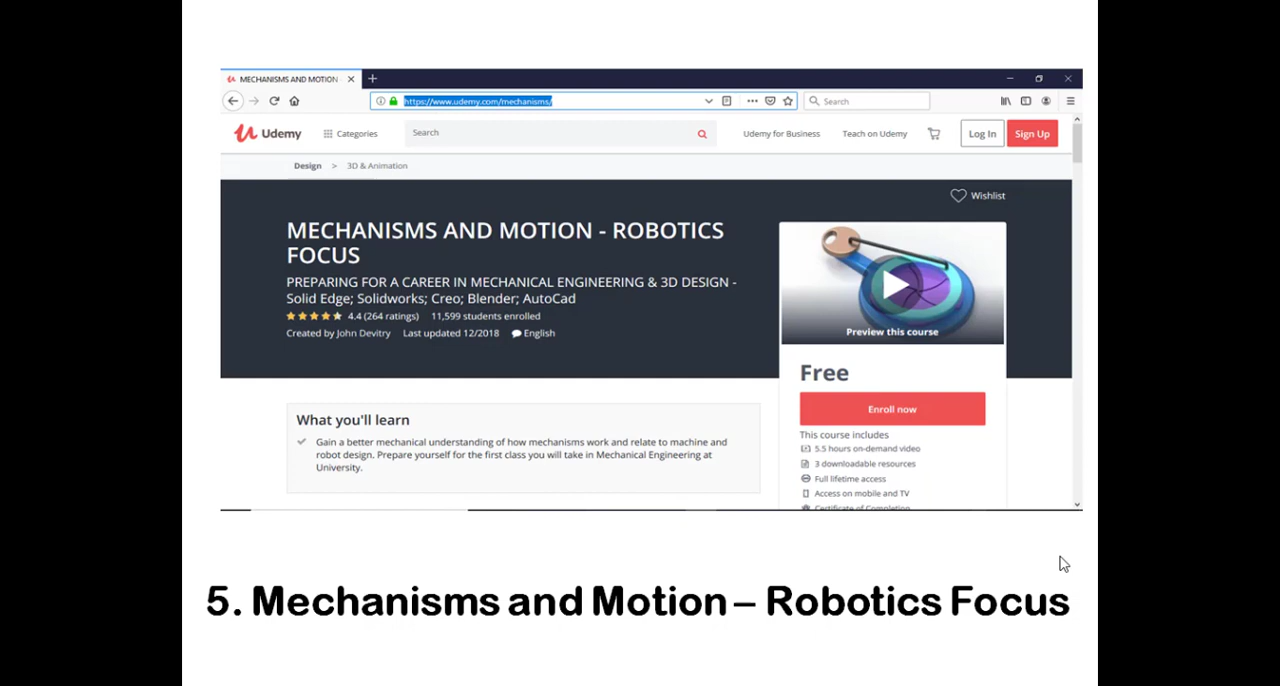 MECHANISMS AND MOTION
https://www.udemy.com/mechanisms/
Search
Udemy
Categories
Search
Udemy for Business
Teach on Udemy
Log In
Sign Up
Design > 3D & Animation
Wishlist
MECHANISMS AND MOTION - ROBOTICS
FOCUS
PREPARING FOR A CAREER IN MECHANICAL ENGINEERING & 3D DESIGN -
Solid Edge; Solidworks; Creo; Blender; AutoCad
4.4 (264 ratings) 11,599 students enrolled
Created by John Devitry Last updated 12/2018 English
Preview this course
Free
Enroll now
This course includes
5.5 hours on-demand video
3 downloadable resources
Full lifetime access
Access on mobile and TV
Certificate of Completion
What you'll learn
Gain a better mechanical understanding of how mechanisms work and relate to machine and
robot design. Prepare yourself for the first class you will take in Mechanical Engineering at
University.
5. Mechanisms and Motion – Robotics Focus